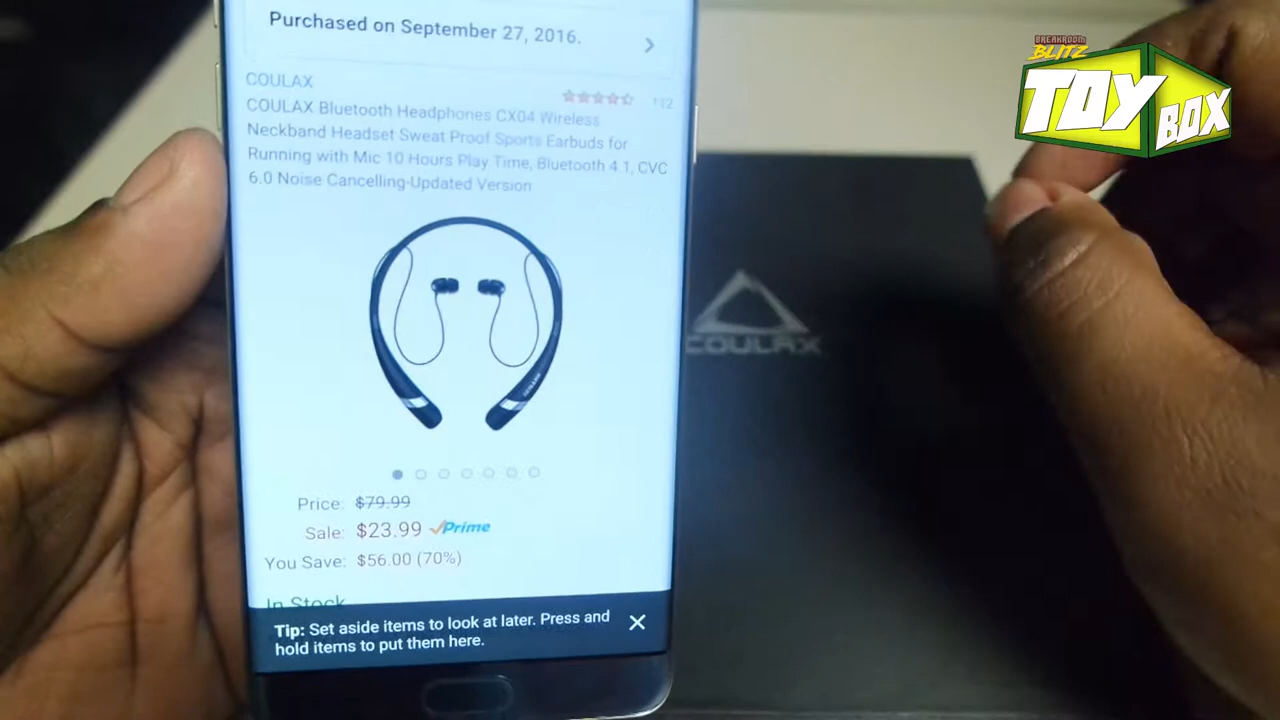 Purchased on September 27, 2016.
COULAX
112
COULAX Bluetooth Headphones CX04 Wireless
Neckband Headset Sweat Proof Sports Earbuds for
Running with Mic 10 Hours Play Time, Bluetooth 4.1, CVC
6.0 Noise Cancelling-Updated Version
Price: $79.99
Sale: $23.99 Prime
You Save: $56.00 (70%)
In Stock
Tip: Set aside items to look at later. Press and
hold items to put them here.
COULAX
BREAKROOM
BLITZ
TOY BOX